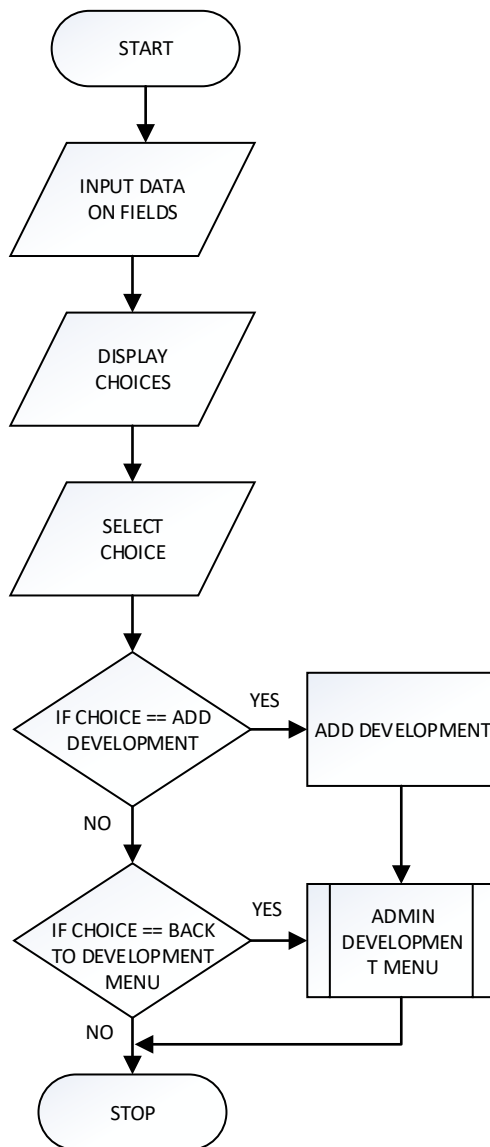 START
INPUT DATA
ON FIELDS
DISPLAY
CHOICES
SELECT
CHOICE
IF CHOICE == ADD
DEVELOPMENT
YES
ADD DEVELOPMENT
NO
IF CHOICE == BACK
TO DEVELOPMENT
MENU
YES
ADMIN
DEVELOPMEN
T MENU
NO
STOP